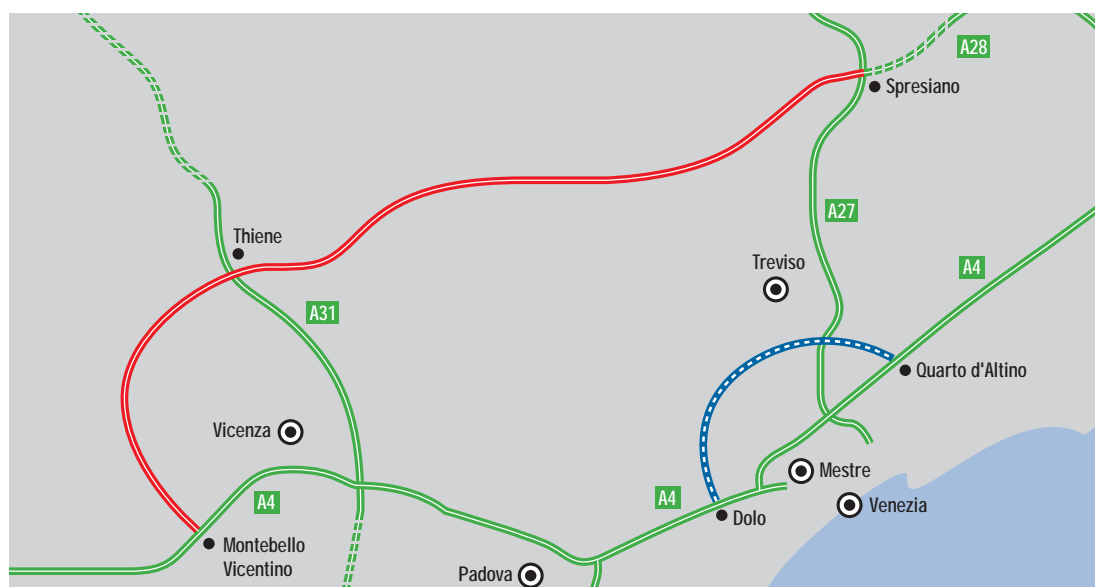 A28
Spresiano
A27
Thiene
Treviso
A4
A31
Quarto d'Altino
Vicenza
Mestre
A4
A4
Venezia
Dolo
Montebello
Vicentino
Padova